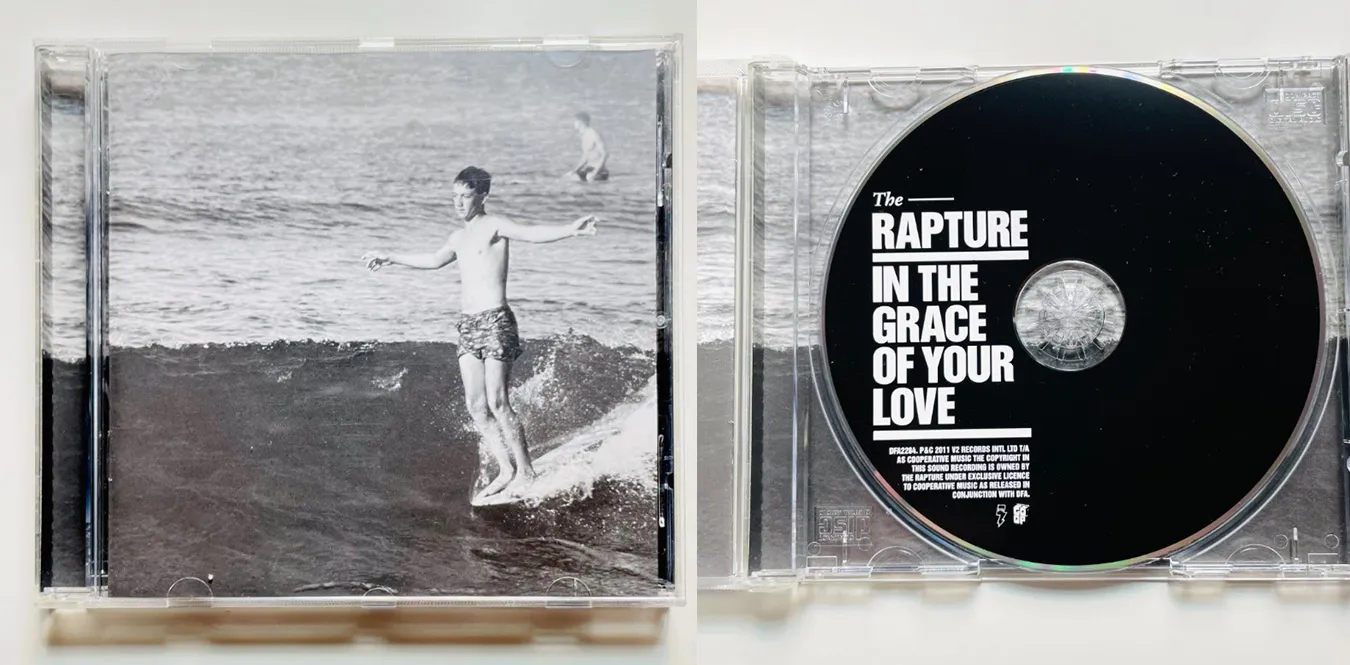 The
RAPTURE
IN THE
GRACE
OF YOUR
LOVE
DFA2284. P&C 2011 V2 RECORDS INTL LTD T/A
AS COOPERATIVE MUSIC THE COPYRIGHT IN
THIS SOUND RECORDING IS OWNED BY
THE RAPTURE UNDER EXCLUSIVE LICENCE
TO COOPERATIVE MUSIC AS RELEASED IN
CONJUNCTION WITH DFA.